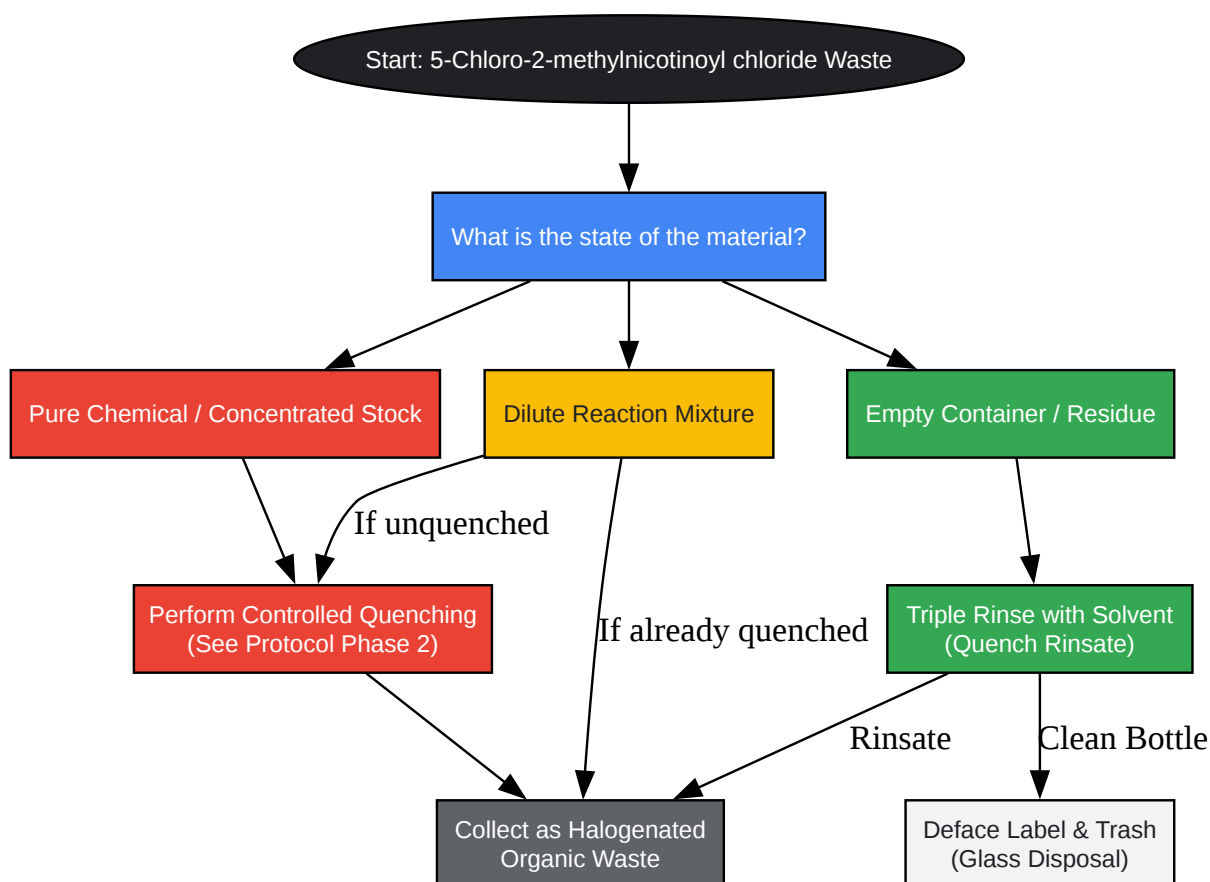 Start: 5-Chloro-2-methylnicotinoyl chloride Waste
What is the state of the material?
Pure Chemical / Concentrated Stock
Dilute Reaction Mixture
Empty Container / Residue
If unquenched
Perform Controlled Quenching
(See Protocol Phase 2)
If already quenched
Triple Rinse with Solvent
(Quench Rinsate)
Rinsate
Clean Bottle
Collect as Halogenated
Organic Waste
Deface Label & Trash
(Glass Disposal)